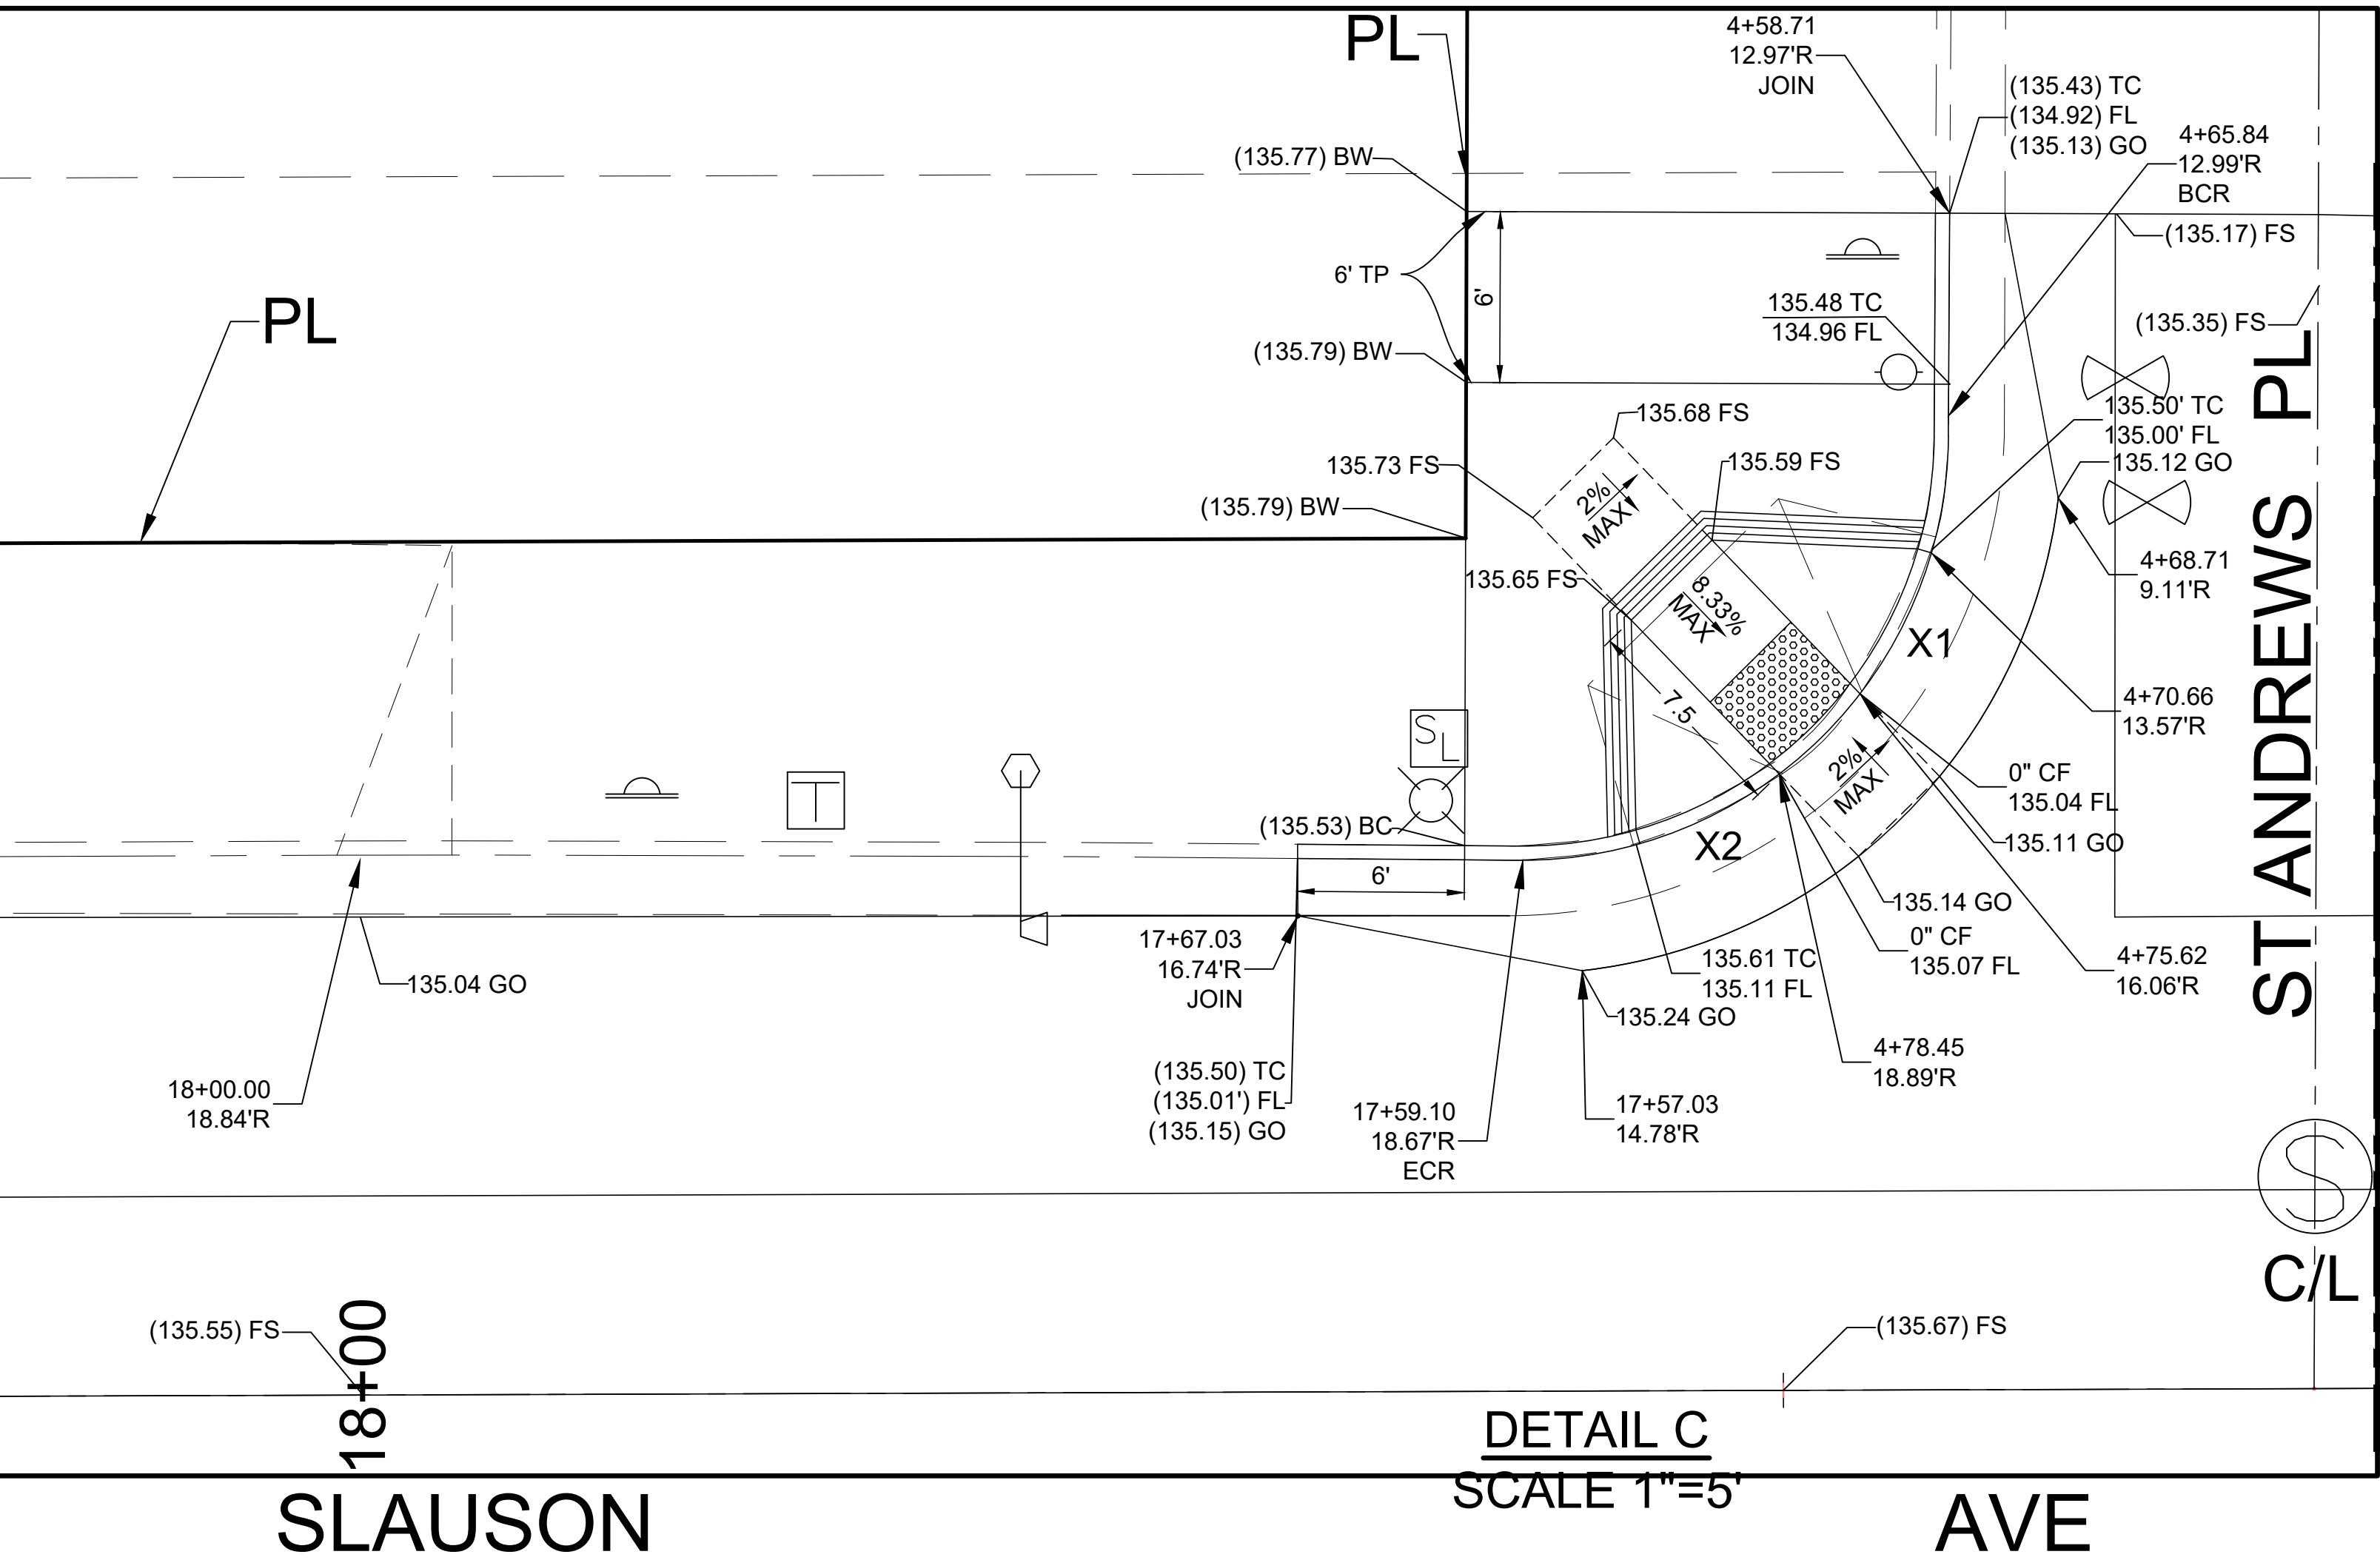 PL
4+58.71
12.97'R
JOIN
(135.43) TC
(134.92) FL
(135.13) GO
4+65.84
12.99'R
BCR
(135.77) BW
(135.17) FS
6' TP
6'
135.48 TC
134.96 FL
(135.35) FS
PL
(135.79) BW
135.50' TC
135.00' FL
135.12 GO
135.68 FS
135.73 FS
135.59 FS
(135.79) BW
2%
MAX
4+68.71
9.11'R
135.65 FS
8.33%
MAX
X1
7.5
4+70.66
13.57'R
ST ANDREWS PL
SL
T
2%
MAX
0" CF
135.04 FL
(135.53) BC
X2
135.11 GO
6'
135.14 GO
0" CF
135.07 FL
4+75.62
16.06'R
17+67.03
16.74'R
JOIN
135.61 TC
135.11 FL
135.04 GO
135.24 GO
4+78.45
18.89'R
(135.50) TC
(135.01') FL
(135.15) GO
18+00.00
18.84'R
17+59.10
18.67'R
ECR
17+57.03
14.78'R
S
C/L
(135.55) FS
18+00
(135.67) FS
DETAIL C
SCALE 1"=5'
SLAUSON AVE